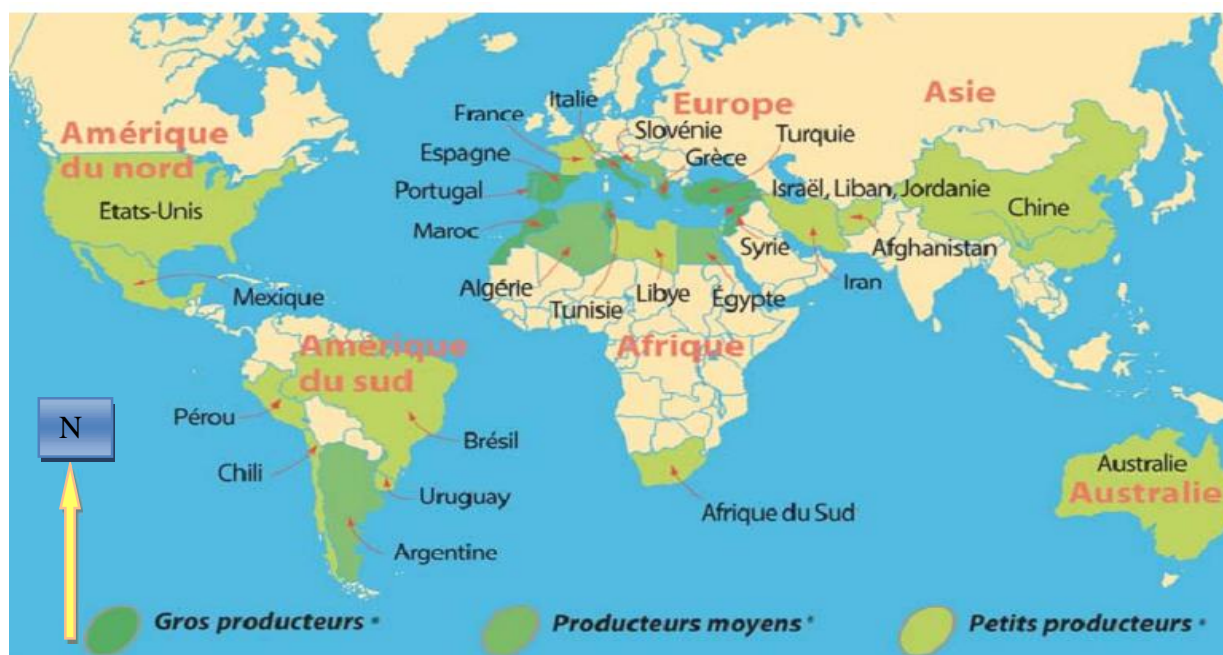 Amérique
du nord
Etats-Unis
Mexique
Amérique
du sud
Pérou
Brésil
Chili
Uruguay
Argentine
N
Europe
Italie
France
Slovénie
Espagne
Grèce
Turquie
Portugal
Maroc
Algérie
Tunisie
Libye
Égypte
Syrie
Afrique
Afrique du Sud
Asie
Israël, Liban, Jordanie
Chine
Afghanistan
Iran
Australie
Australie
Gros producteurs *
Producteurs moyens *
Petits producteurs *